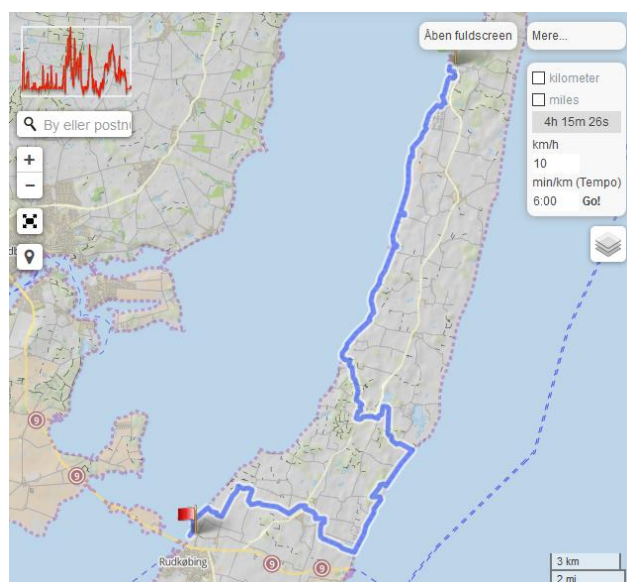 Åben fuldscreen
Mere...
By eller postnu
kilometer
miles
4h 15m 26s
km/h
10
min/km (Tempo)
6:00 Go!
+
−
9
9
Rudkøbing
9
9
3 km
2 mi